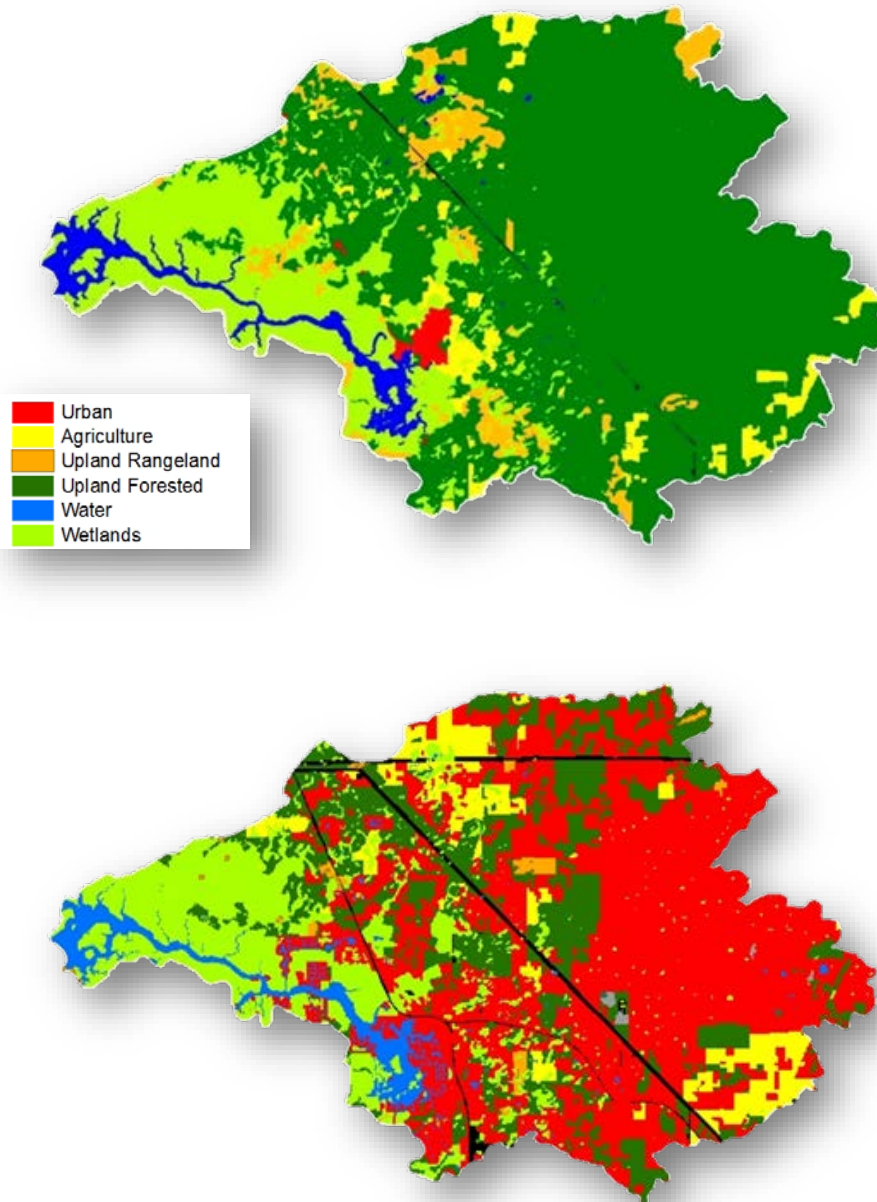 Urban
Agriculture
Upland Rangeland
Upland Forested
Water
Wetlands